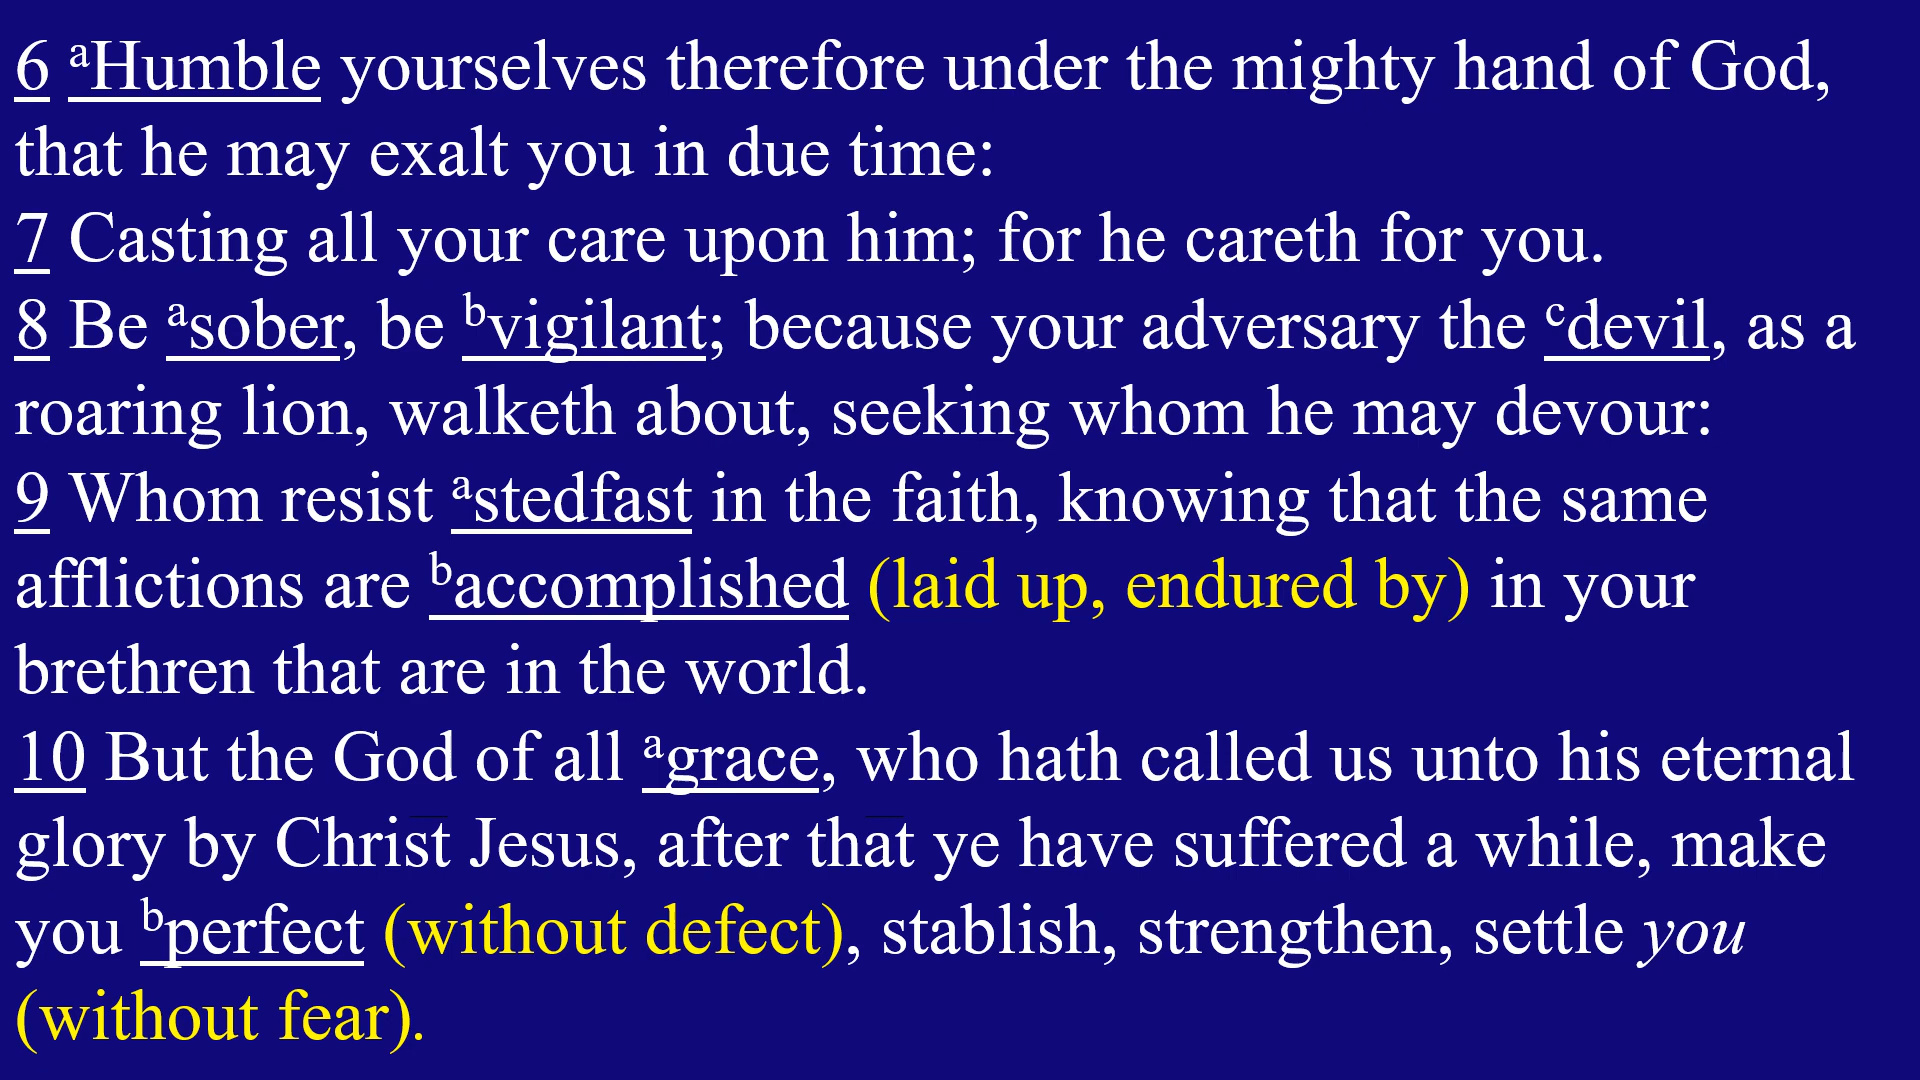 6 aHumble yourselves therefore under the mighty hand of God,
that he may exalt you in due time:
7 Casting all your care upon him; for he careth for you.
8 Be asober, be bvigilant; because your adversary the cdevil, as a
roaring lion, walketh about, seeking whom he may devour:
9 Whom resist astedfast in the faith, knowing that the same
afflictions are baccomplished (laid up, endured by) in your
brethren that are in the world.
10 But the God of all agrace, who hath called us unto his eternal
glory by Christ Jesus, after that ye have suffered a while, make
you bperfect (without defect), stablish, strengthen, settle you
(without fear).